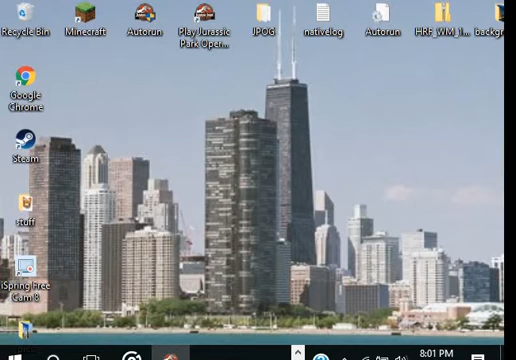 Recycle Bin
Minecraft
Autorun
Play Jurassic
Park Oper...
JPOG
nativelog
Autorun
HRF_WM_1...
backgr
Google
Chrome
Steam
stuff
iSpring Free
Cam 8
8:01 PM